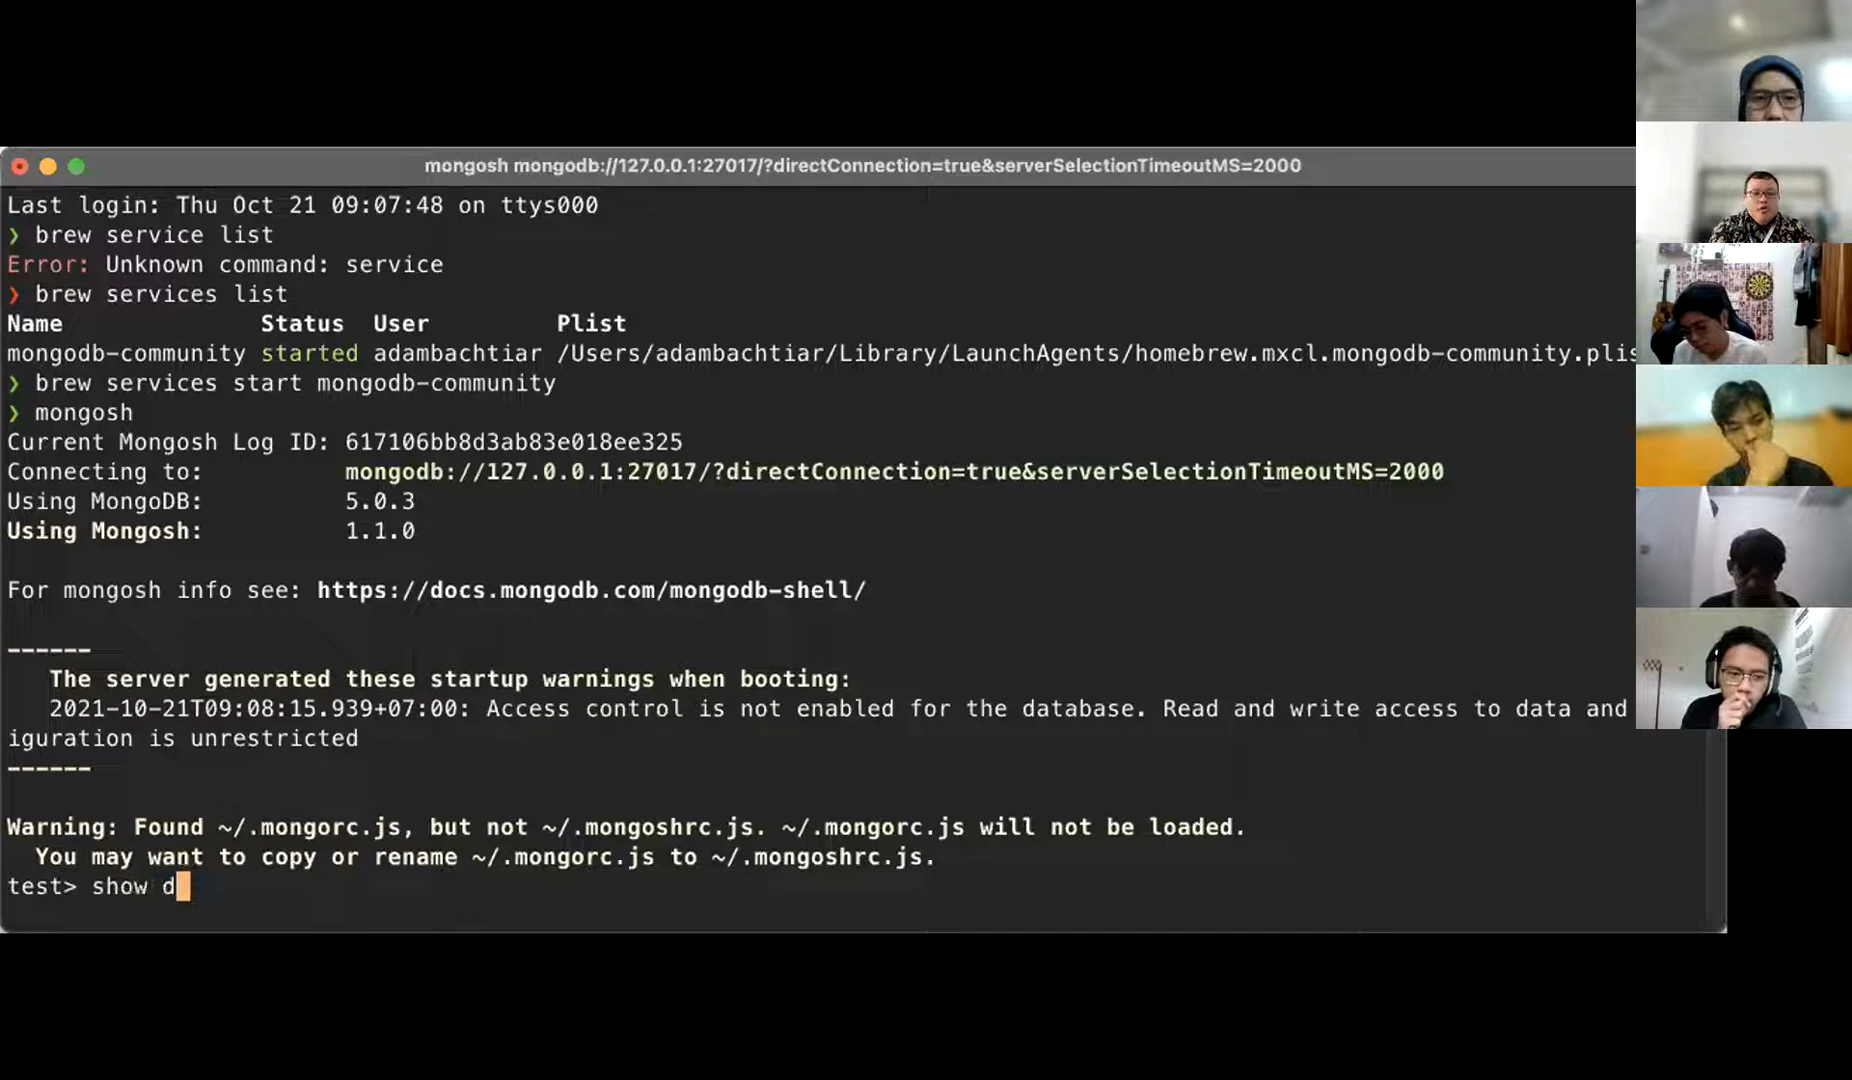 mongosh mongodb://127.0.0.1:27017/?directConnection=true&serverSelectionTimeoutMS=2000
Last login: Thu Oct 21 09:07:48 on ttys000
❯ brew service list
Error: Unknown command: service
❯ brew services list
Name Status User Plist
mongodb-community started adambachtiar /Users/adambachtiar/Library/LaunchAgents/homebrew.mxcl.mongodb-community.plis
❯ brew services start mongodb-community
❯ mongosh
Current Mongosh Log ID: 617106bb8d3ab83e018ee325
Connecting to: mongodb://127.0.0.1:27017/?directConnection=true&serverSelectionTimeoutMS=2000
Using MongoDB: 5.0.3
Using Mongosh: 1.1.0
For mongosh info see: https://docs.mongodb.com/mongodb-shell/
------
The server generated these startup warnings when booting:
2021-10-21T09:08:15.939+07:00: Access control is not enabled for the database. Read and write access to data and
iguration is unrestricted
------
Warning: Found ~/.mongorc.js, but not ~/.mongoshrc.js. ~/.mongorc.js will not be loaded.
You may want to copy or rename ~/.mongorc.js to ~/.mongoshrc.js.
test> show d